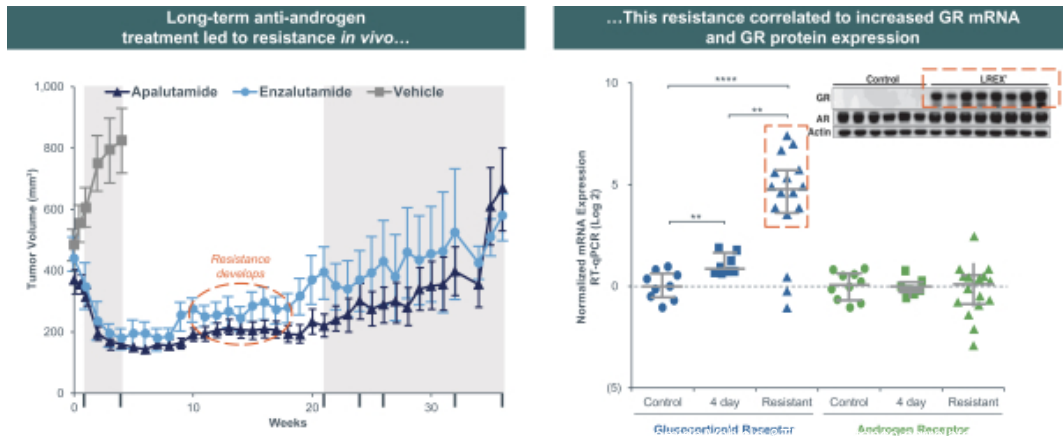 Long-term anti-androgen
treatment led to resistance in vivo…
…This resistance correlated to increased GR mRNA
and GR protein expression
1,000
800
600
400
200
0
Tumor Volume (mm³)
Apalutamide
Enzalutamide
Vehicle
Resistance
develops
0
10
20
30
Weeks
10
5
0
(5)
Normalized mRNA Expression
RT-qPCR (Log 2)
****
**
**
Control
LREX'
GR
AR
Actin
Control
4 day
Resistant
Control
4 day
Resistant
Glucocorticoid Receptor
Androgen Receptor